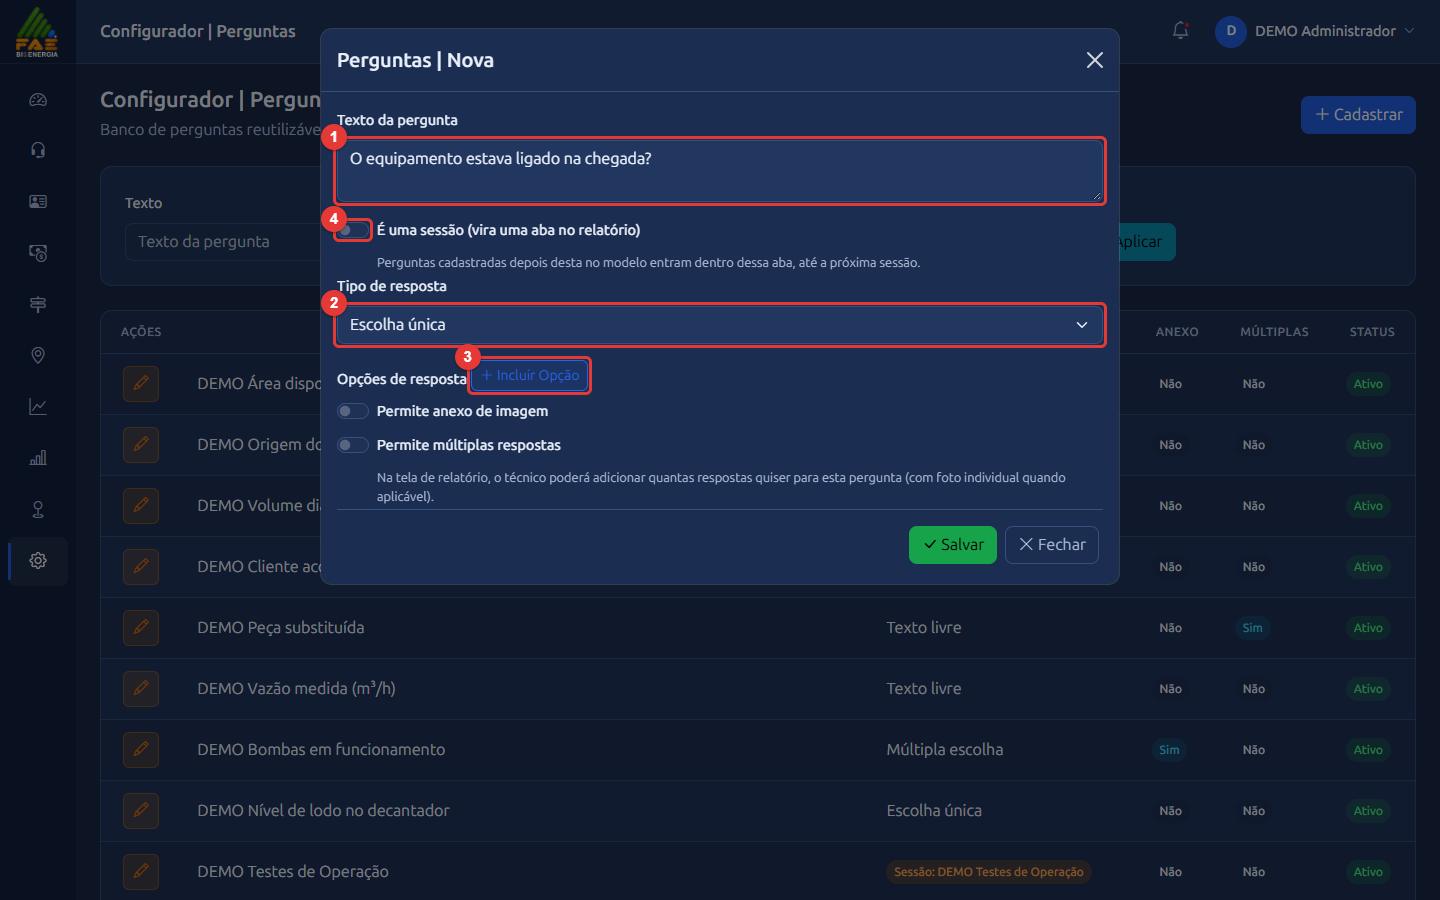 FAE
BIOENERGIA
Configurador | Perguntas
D
DEMO Administrador
Configurador | Pergun
Banco de perguntas reutilizáve
+ Cadastrar
Texto
Texto da pergunta
Aplicar
AÇÕES
ANEXO
MÚLTIPLAS
STATUS
DEMO Área dispo
Não
Não
Ativo
DEMO Origem do
Não
Não
Ativo
DEMO Volume di
Não
Não
Ativo
DEMO Cliente aco
Não
Não
Ativo
DEMO Peça substituída
Texto livre
Não
Sim
Ativo
DEMO Vazão medida (m³/h)
Texto livre
Não
Não
Ativo
DEMO Bombas em funcionamento
Múltipla escolha
Sim
Não
Ativo
DEMO Nível de lodo no decantador
Escolha única
Não
Não
Ativo
DEMO Testes de Operação
Sessão: DEMO Testes de Operação
Não
Não
Ativo
Perguntas | Nova
Texto da pergunta
1
O equipamento estava ligado na chegada?
4
É uma sessão (vira uma aba no relatório)
Perguntas cadastradas depois desta no modelo entram dentro dessa aba, até a próxima sessão.
Tipo de resposta
2
Escolha única
3
Opções de resposta
+ Incluir Opção
Permite anexo de imagem
Permite múltiplas respostas
Na tela de relatório, o técnico poderá adicionar quantas respostas quiser para esta pergunta (com foto individual quando
aplicável).
Salvar
Fechar